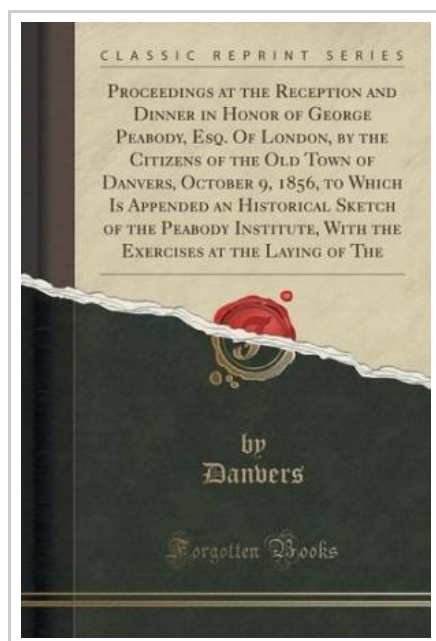 CLASSIC REPRINT SERIES
PROCEEDINGS AT THE RECEPTION AND
DINNER IN HONOR OF GEORGE
PEABODY, ESQ. OF LONDON, BY THE
CITIZENS OF THE OLD TOWN OF
DANVERS, OCTOBER 9, 1856, TO WHICH
IS APPENDED AN HISTORICAL SKETCH
OF THE PEABODY INSTITUTE, WITH THE
EXERCISES AT THE LAYING OF THE
by
Danvers
Forgotten Books